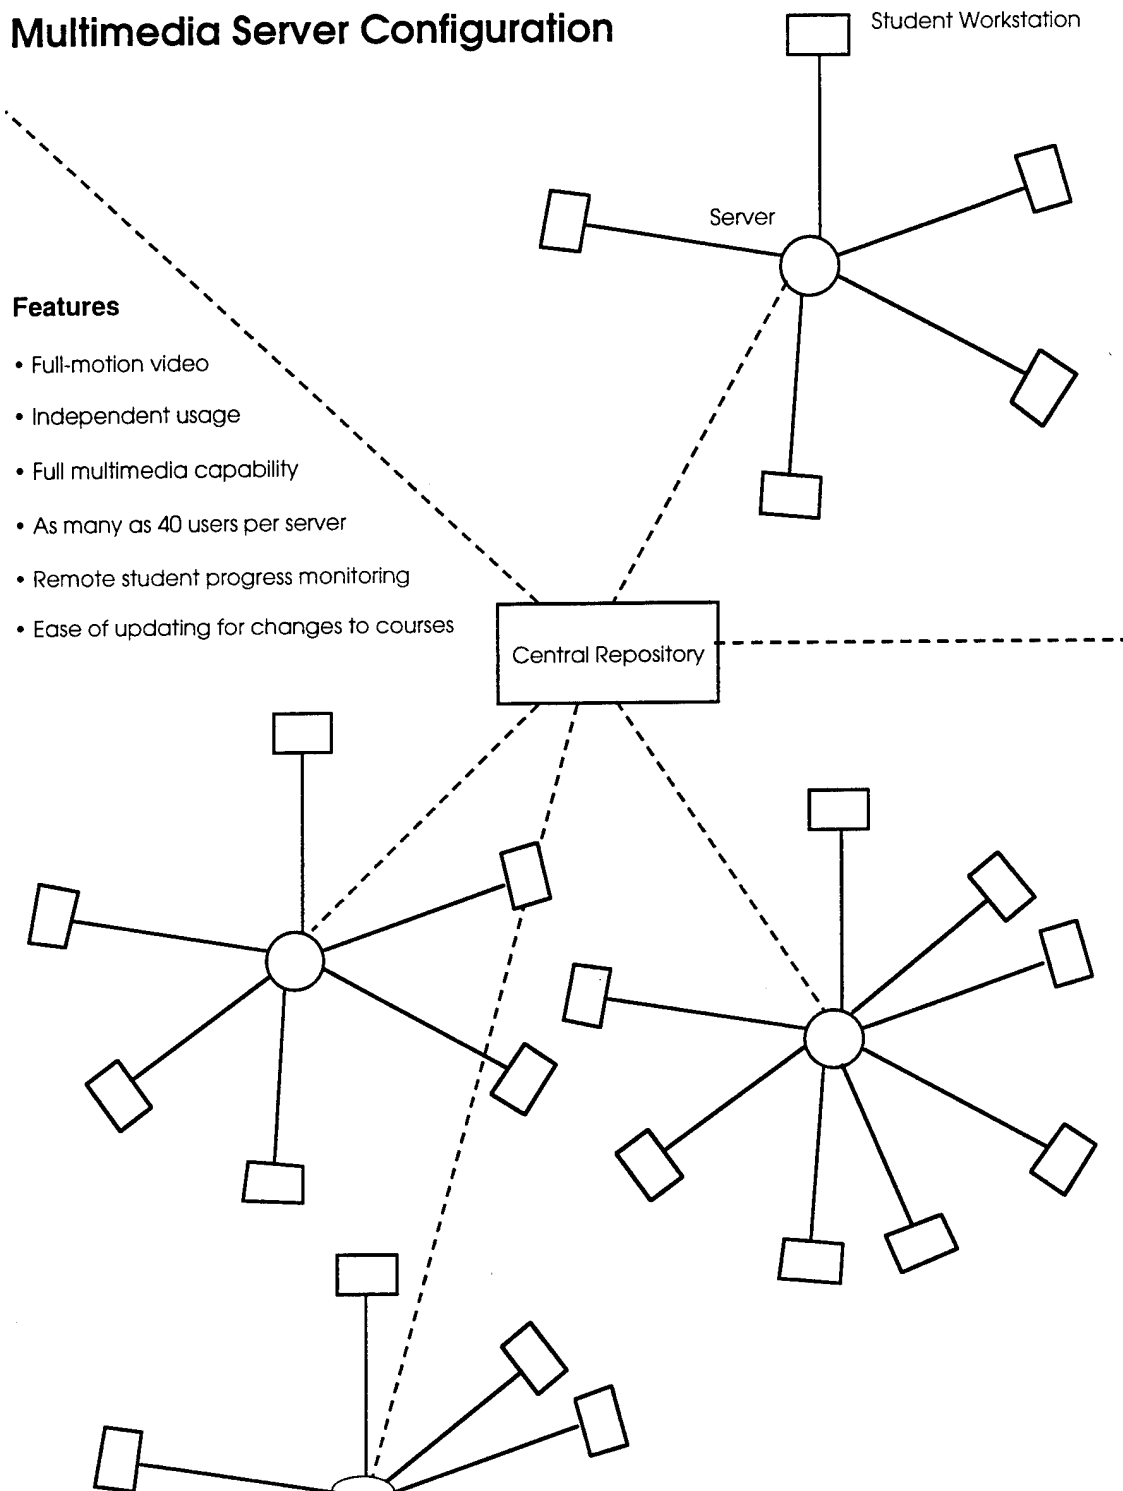 Multimedia Server Configuration
Student Workstation
Server
Features
• Full-motion video
• Independent usage
• Full multimedia capability
• As many as 40 users per server
• Remote student progress monitoring
• Ease of updating for changes to courses
Central Repository